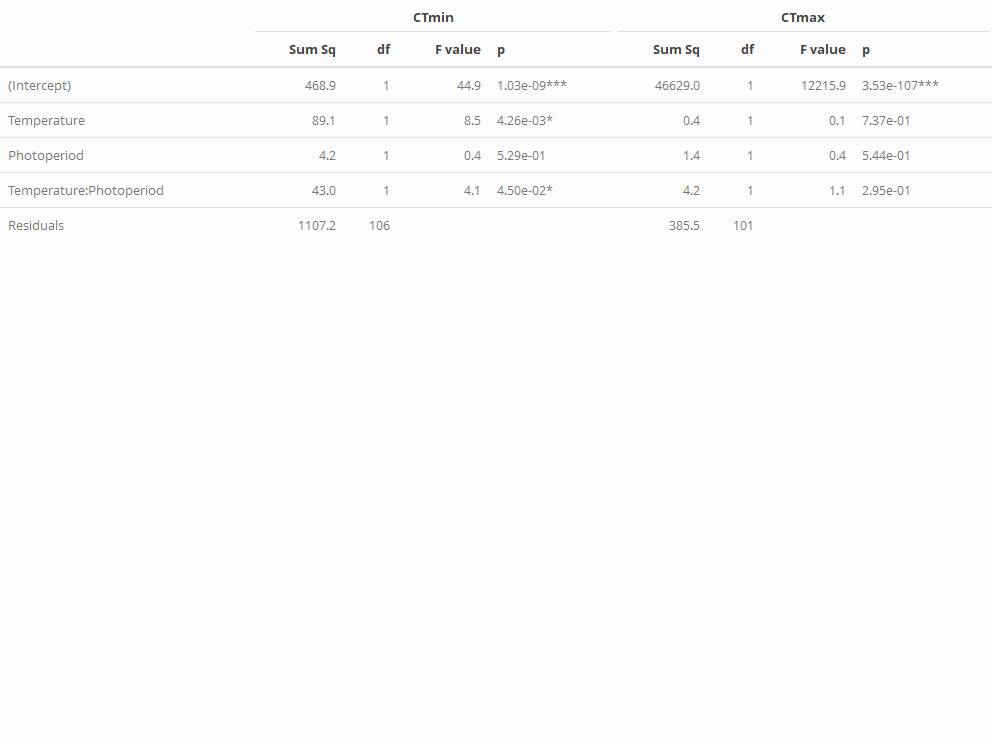 CTmin CTmax
Sum Sq df F value p Sum Sq df F value p
(Intercept) 468.9 1 44.9 1.03e-09*** 46629.0 1 12215.9 3.53e-107***
Temperature 89.1 1 8.5 4.26e-03* 0.4 1 0.1 7.37e-01
Photoperiod 4.2 1 0.4 5.29e-01 1.4 1 0.4 5.44e-01
Temperature:Photoperiod 43.0 1 4.1 4.50e-02* 4.2 1 1.1 2.95e-01
Residuals 1107.2 106 385.5 101